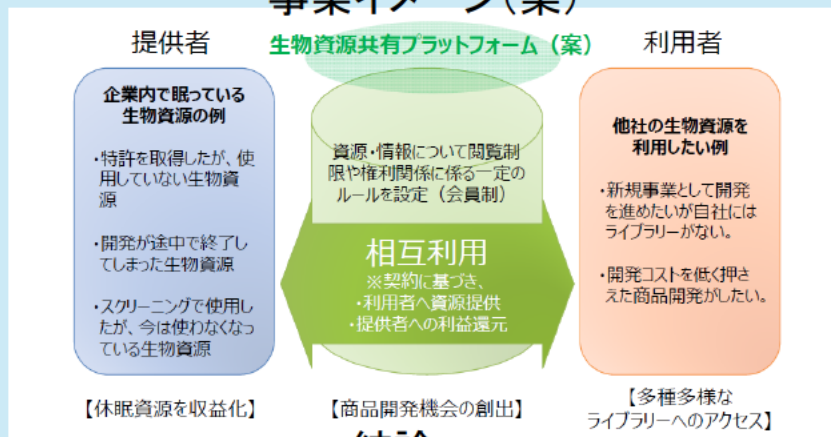 事業イメージ(案)
提供者
生物資源共有プラットフォーム(案)
利用者
企業内で眠っている
生物資源の例
・特許を取得したが、使
用していない生物資
源
・開発が途中で終了し
てしまった生物資源
・スクリーニングで使用し
たが、今は使わなくなっ
ている生物資源
資源・情報について閲覧制
限や権利関係に係る一定の
ルールを設定(会員制)
相互利用
※契約に基づき、
・利用者へ資源提供
・提供者への利益還元
他社の生物資源を
利用したい例
・新規事業として開発
を進めたいが自社には
ライブラリーがない。
・開発コストを低く押さ
えた商品開発がしたい。
【休眠資源を収益化】
【商品開発機会の創出】
【多種多様な
ライブラリーへのアクセス】